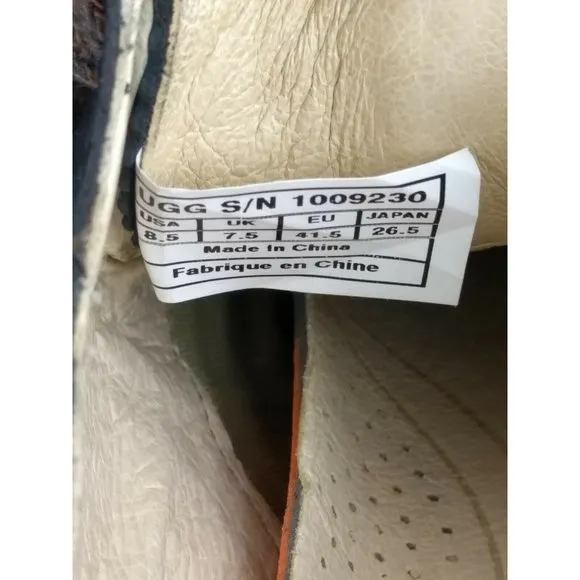 UGG S/N 1009230
USA UK EU JAPAN
8.5 7.5 41.5 26.5
Made In China
Fabrique en Chine